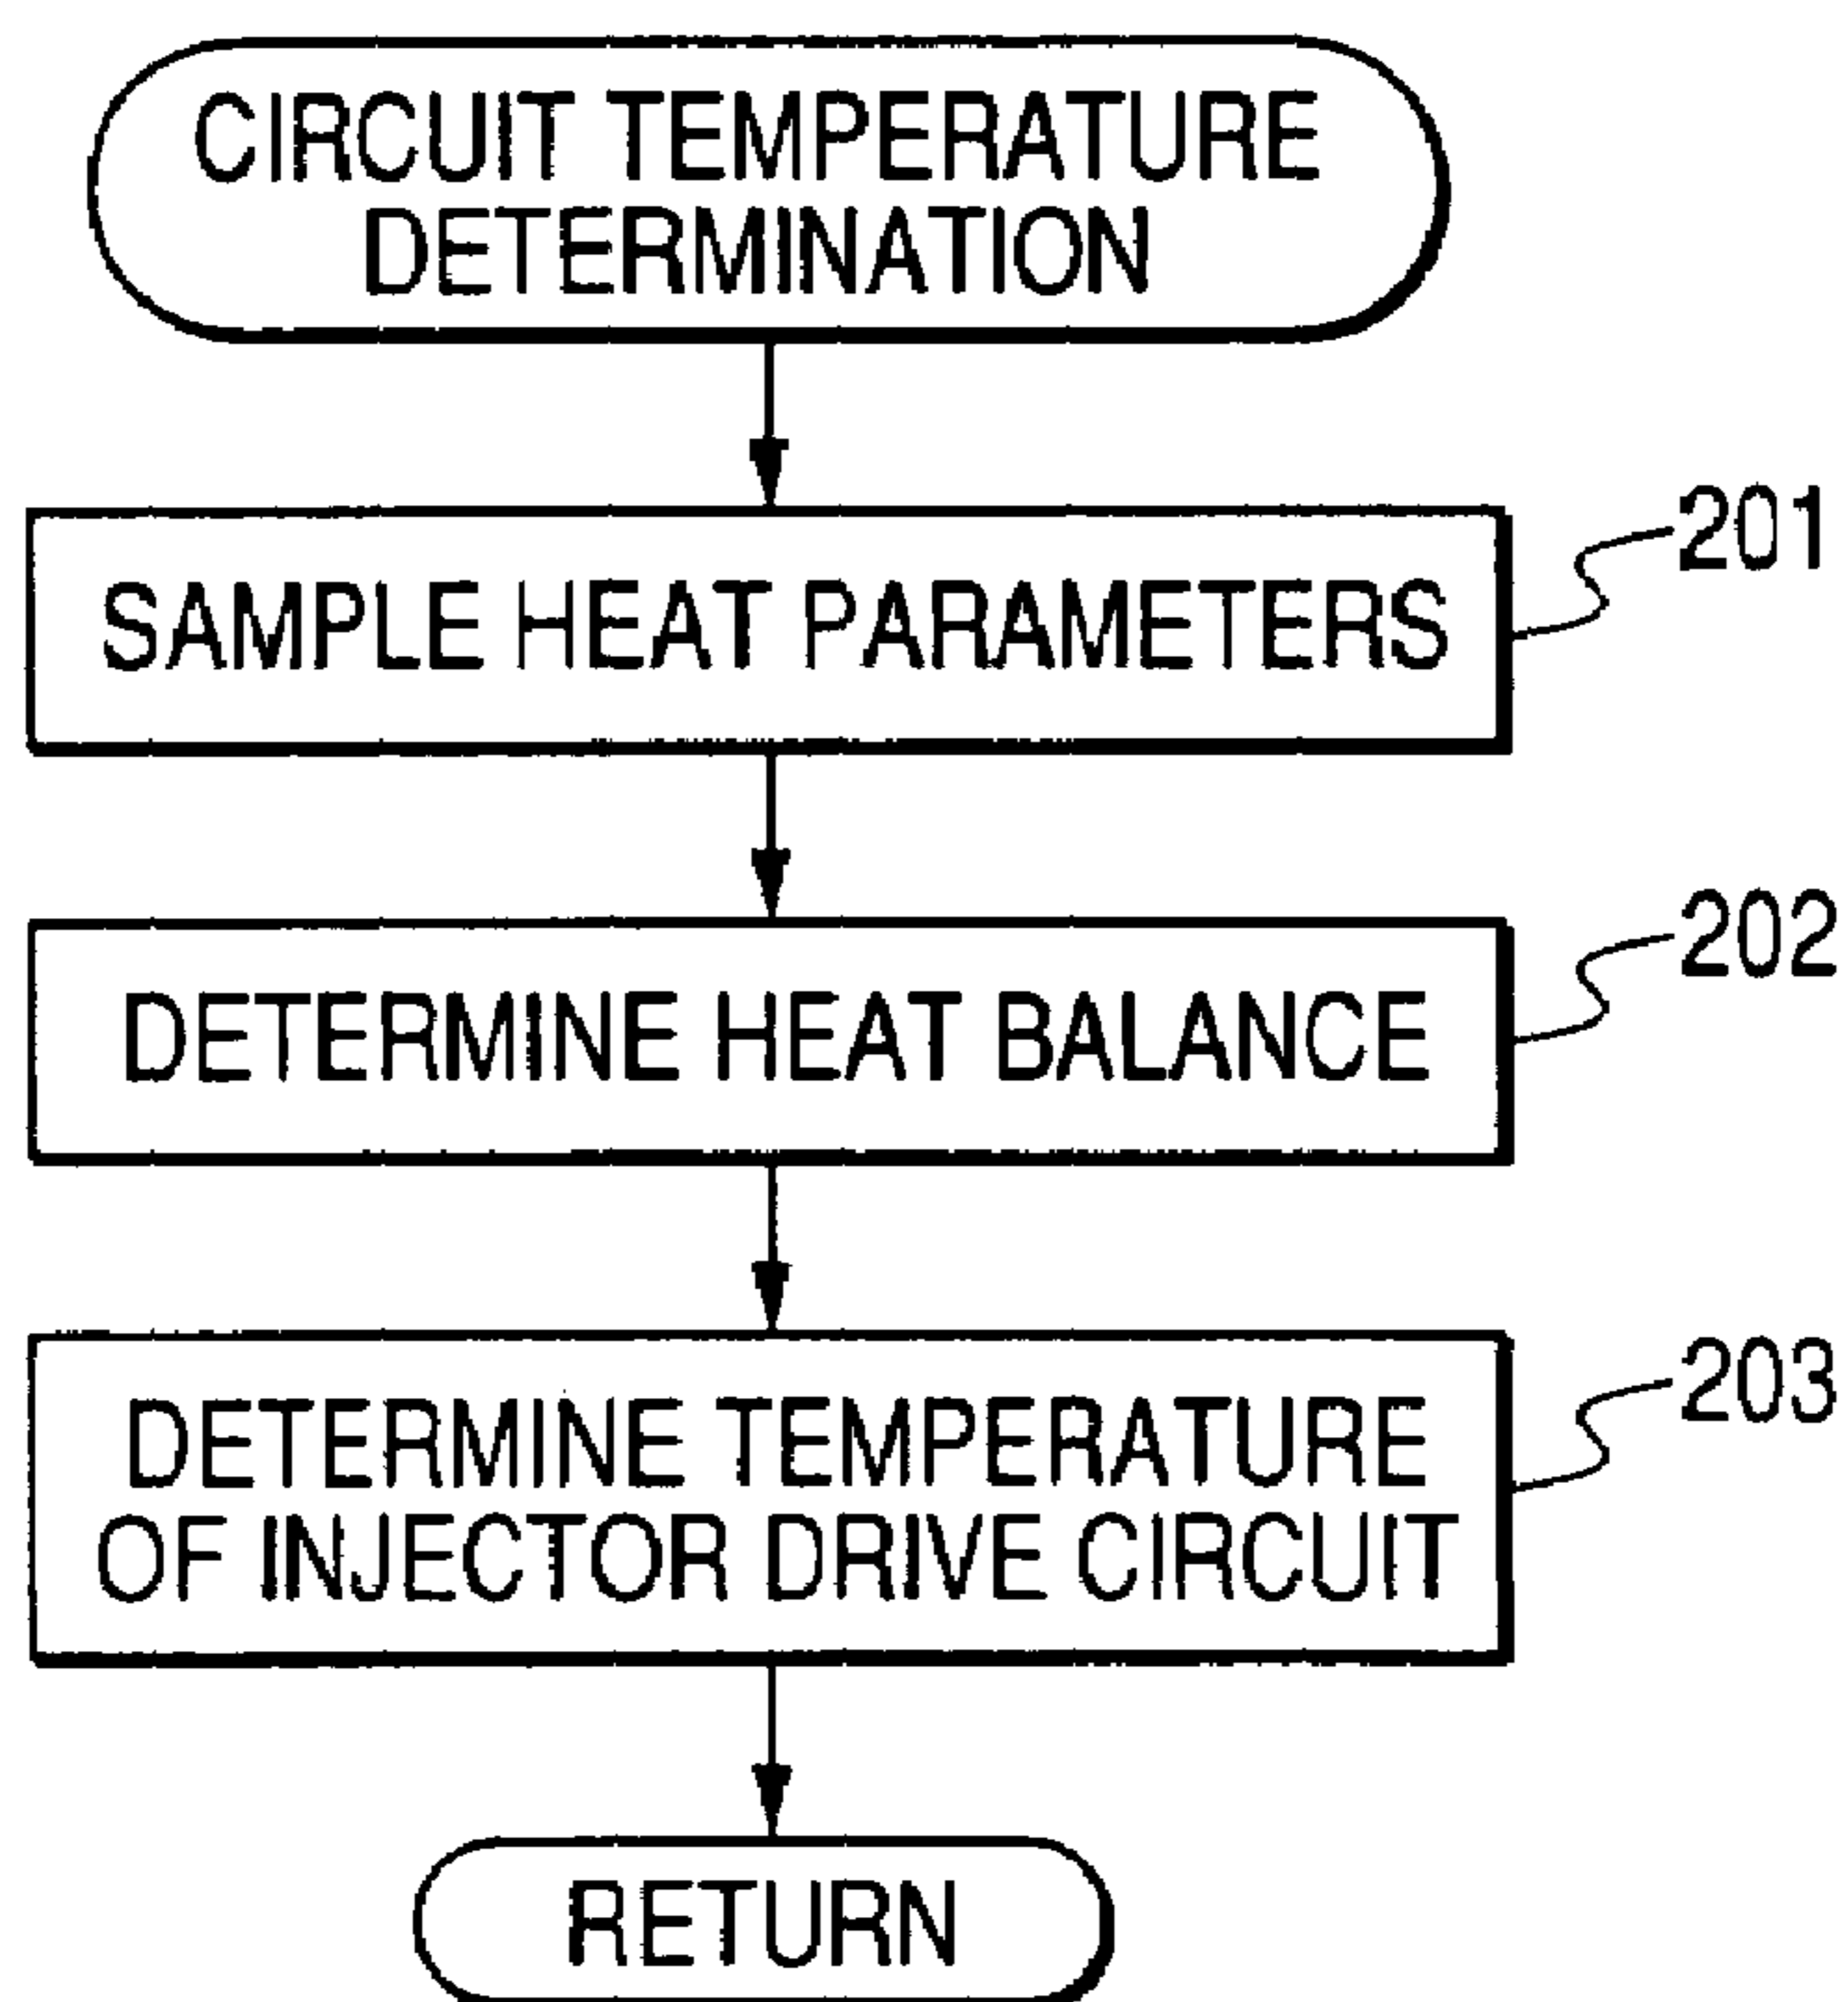 CIRCUIT TEMPERATURE
DETERMINATION
201
SAMPLE HEAT PARAMETERS
202
DETERMINE HEAT BALANCE
203
DETERMINE TEMPERATURE
OF INJECTOR DRIVE CIRCUIT
RETURN